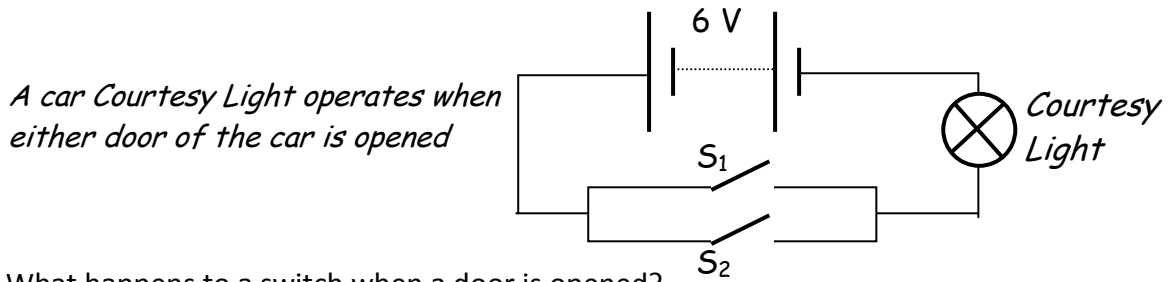 6 V
A car Courtesy Light operates when
either door of the car is opened
Courtesy
Light
S₁
S₂
What happens to a switch when a door is opened?